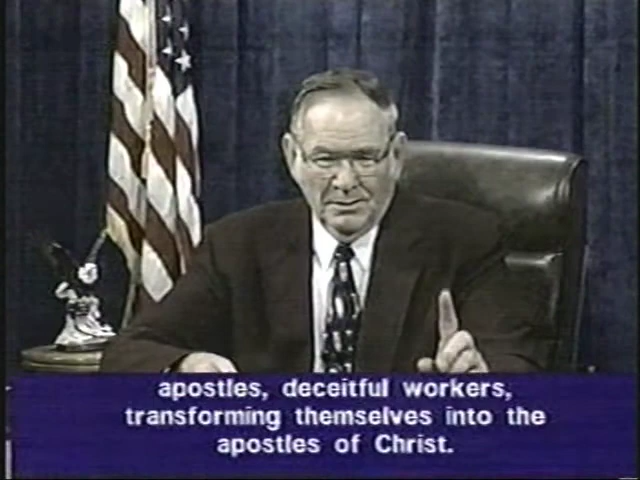 apostles, deceitful workers,
transforming themselves into the
apostles of Christ.